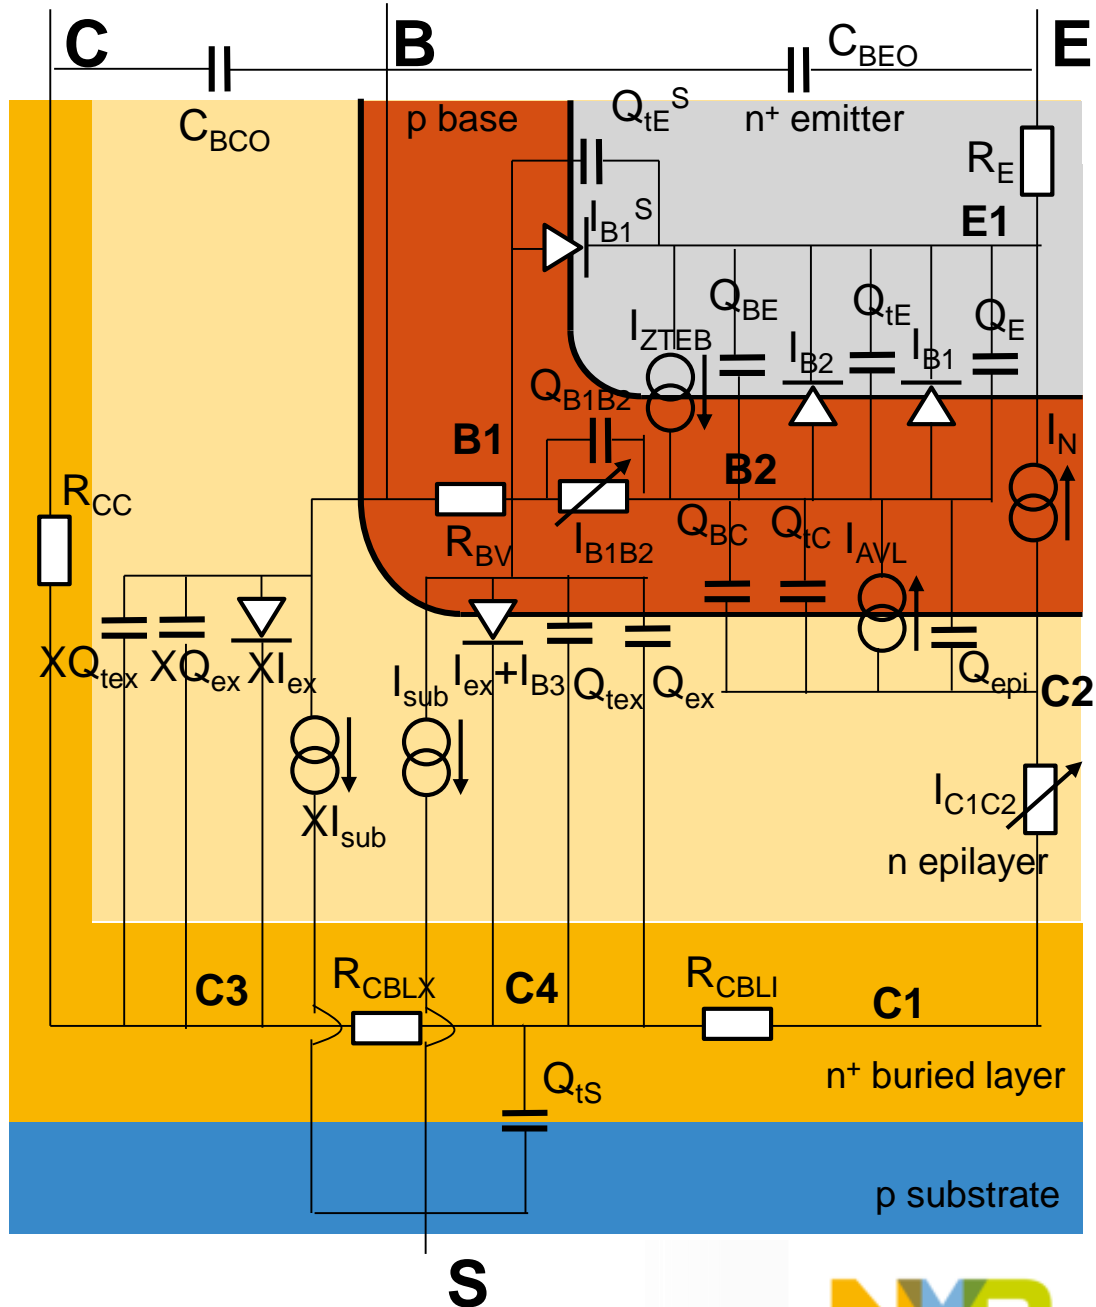 C
B
E
C_BEO
C_BCO
p base
Q_tE^S
n⁺ emitter
R_E
I_B1^S
E1
Q_BE
Q_tE
Q_E
I_ZTEB
I_B2
I_B1
Q_B1B2
B1
B2
I_N
R_CC
R_BV
I_B1B2
Q_BC
Q_tC
I_AVL
XQ_tex
XQ_ex
XI_ex
I_sub
I_ex+I_B3
Q_tex
Q_ex
Q_epi
C2
XI_sub
I_C1C2
n epilayer
C3
R_CBLX
C4
R_CBLI
C1
Q_tS
n⁺ buried layer
p substrate
S